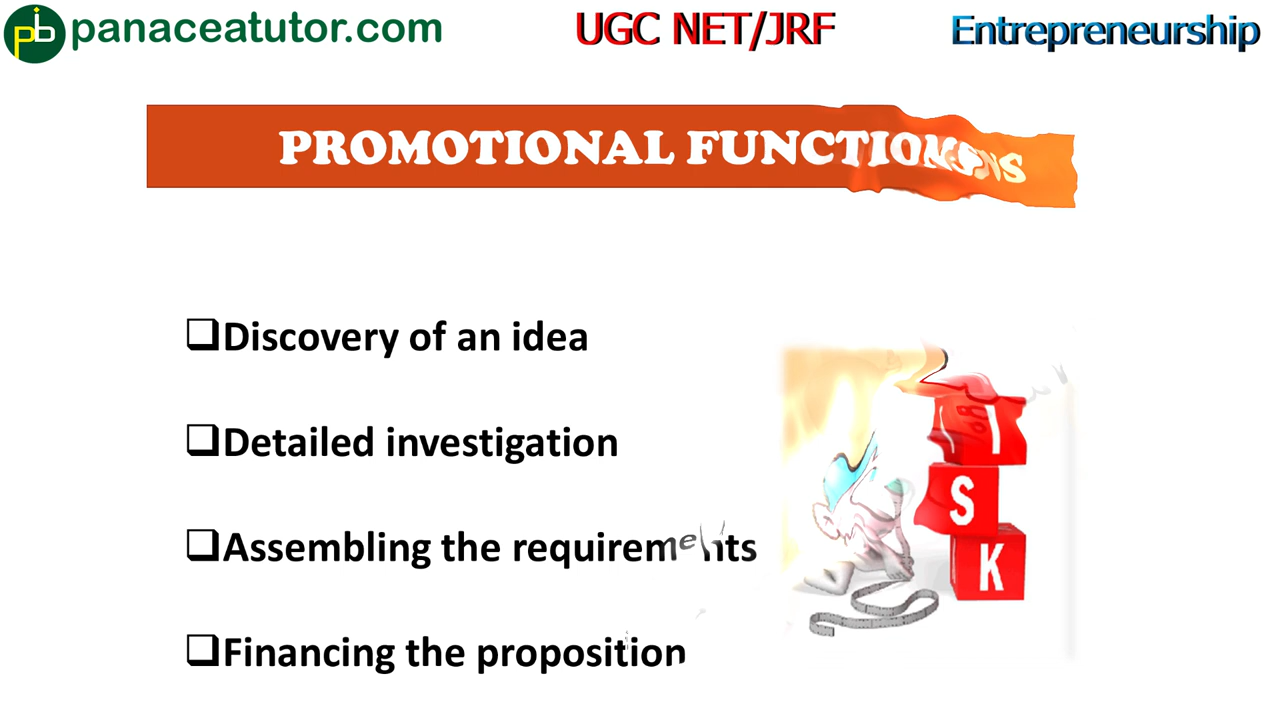 pb panaceatutor.com UGC NET/JRF Entrepreneurship
PROMOTIONAL FUNCTIONS
❑Discovery of an idea
❑Detailed investigation
❑Assembling the requirements
❑Financing the proposition
I
S
K